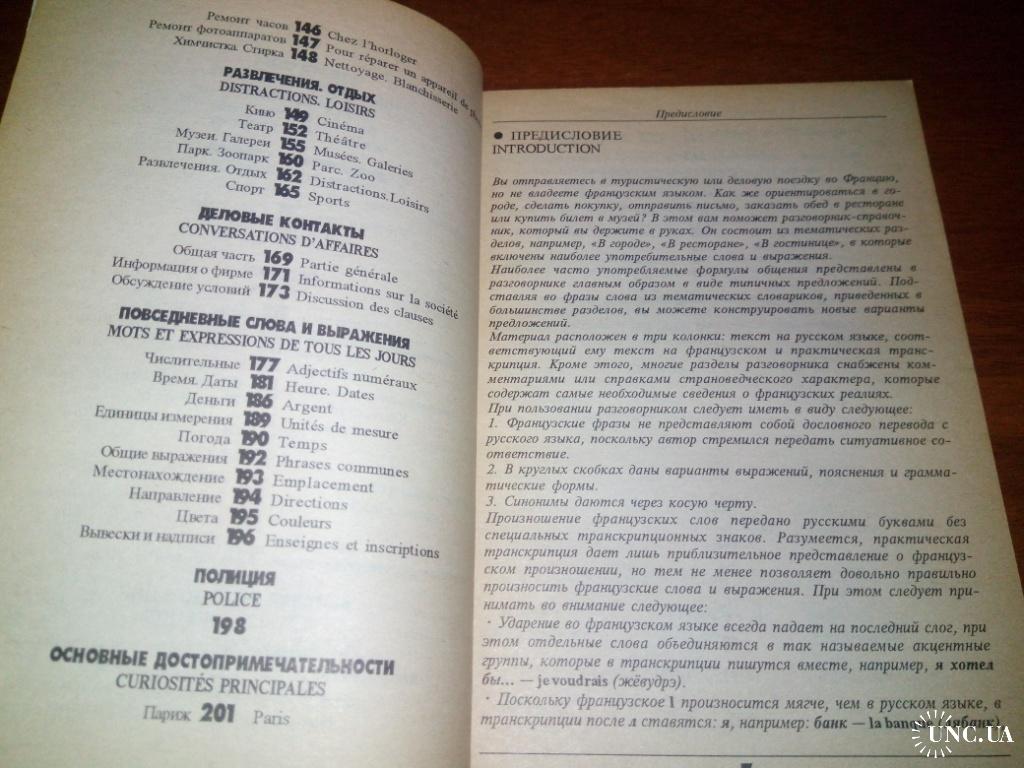 Ремонт часов 146 Chez l'horloger
Ремонт фотоаппаратов 147 Pour réparer un appareil de
Химчистка. Стирка 148 Nettoyage. Blanchisserie
РАЗВЛЕЧЕНИЯ. ОТДЫХ
DISTRACTIONS. LOISIRS
Кино 149 Cinéma
Театр 152 Théâtre
Музеи. Галереи 155 Musées. Galeries
Парк. Зоопарк 160 Parc. Zoo
Развлечения. Отдых 162 Distractions. Loisirs
Спорт 165 Sports
ДЕЛОВЫЕ КОНТАКТЫ
CONVERSATIONS D'AFFAIRES
Общая часть 169 Partie générale
Информация о фирме 171 Informations sur la société
Обсуждение условий 173 Discussion des clauses
ПОВСЕДНЕВНЫЕ СЛОВА И ВЫРАЖЕНИЯ
MOTS ET EXPRESSIONS DE TOUS LES JOURS
Числительные 177 Adjectifs numéraux
Время. Даты 181 Heure. Dates
Деньги 186 Argent
Единицы измерения 189 Unités de mesure
Погода 190 Temps
Общие выражения 192 Phrases communes
Местонахождение 193 Emplacement
Направление 194 Directions
Цвета 195 Couleurs
Вывески и надписи 196 Enseignes et inscriptions
ПОЛИЦИЯ
POLICE
198
ОСНОВНЫЕ ДОСТОПРИМЕЧАТЕЛЬНОСТИ
CURIOSITÉS PRINCIPALES
Париж 201 Paris
Предисловие
● ПРЕДИСЛОВИЕ
INTRODUCTION
Вы отправляетесь в туристическую или деловую поездку во Францию,
но не владеете французским языком. Как же ориентироваться в го-
роде, сделать покупку, отправить письмо, заказать обед в ресторане
или купить билет в музей? В этом вам поможет разговорник-справоч-
ник, который вы держите в руках. Он состоит из тематических раз-
делов, например, «В городе», «В ресторане», «В гостинице», в которые
включены наиболее употребительные слова и выражения.
Наиболее часто употребляемые формулы общения представлены в
разговорнике главным образом в виде типичных предложений. Под-
ставляя во фразы слова из тематических словариков, приведенных в
большинстве разделов, вы можете конструировать новые варианты
предложений.
Материал расположен в три колонки: текст на русском языке, соот-
ветствующий ему текст на французском и практическая транс-
крипция. Кроме этого, многие разделы разговорника снабжены ком-
ментариями или справками страноведческого характера, которые
содержат самые необходимые сведения о французских реалиях.
При пользовании разговорником следует иметь в виду следующее:
1. Французские фразы не представляют собой дословного перевода с
русского языка, поскольку автор стремился передать ситуативное со-
ответствие.
2. В круглых скобках даны варианты выражений, пояснения и грамма-
тические формы.
3. Синонимы даются через косую черту.
Произношение французских слов передано русскими буквами без
специальных транскрипционных знаков. Разумеется, практическая
транскрипция дает лишь приблизительное представление о француз-
ском произношении, но тем не менее позволяет довольно правильно
произносить французские слова и выражения. При этом следует при-
нимать во внимание следующее:
· Ударение во французском языке всегда падает на последний слог, при
этом отдельные слова объединяются в так называемые акцентные
группы, которые в транскрипции пишутся вместе, например, я хотел
бы... — je voudrais (жёвудрэ).
· Поскольку французское l произносится мягче, чем в русском языке, в
транскрипции после л ставятся: я, например: банк — la banque (лябанк)
UNC.UA